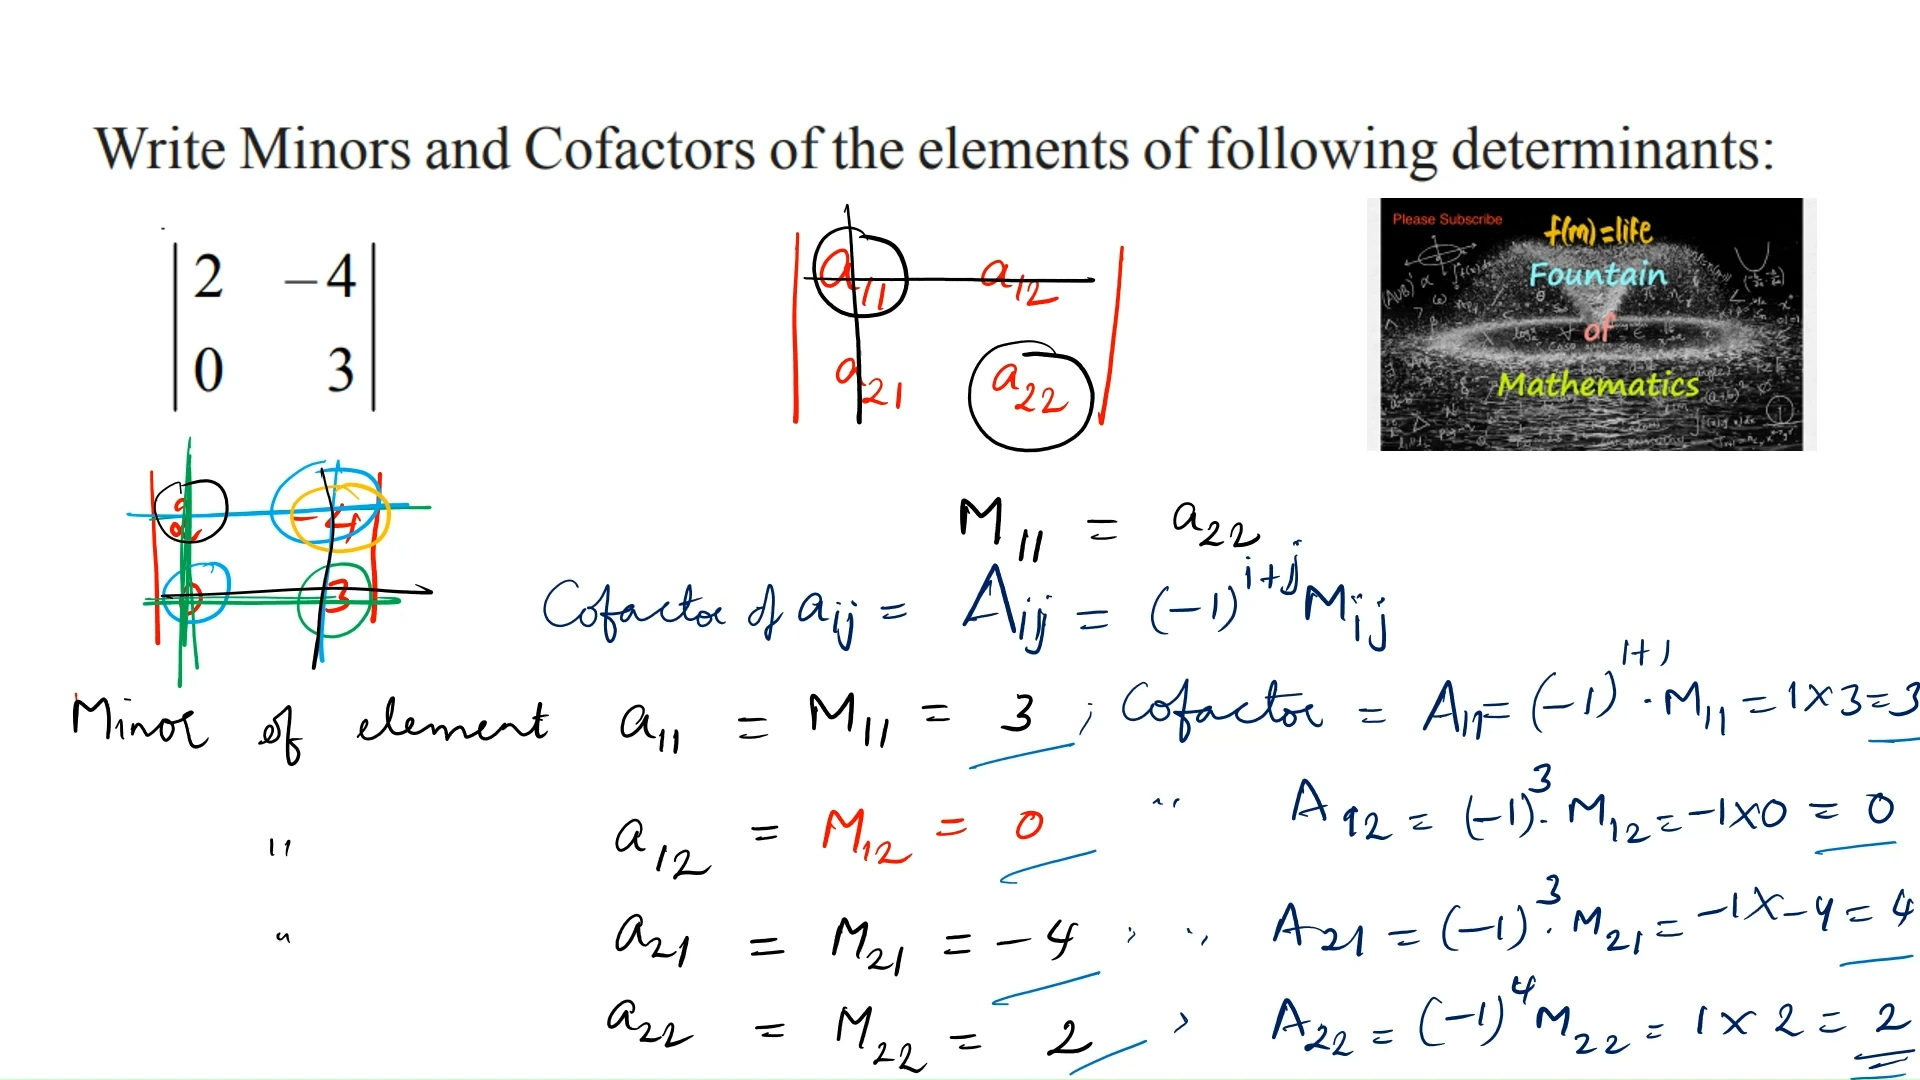 Write Minors and Cofactors of the elements of following determinants:
2 −4
0 3
a11 a12
a21 a22
Please Subscribe
f(m)=life
Fountain
of
Mathematics
-4
3
M11 = a22
Cofactor of aij = Aij = (-1)^i+j Mij
Minor of element a11 = M11 = 3 ; Cofactor = A11 = (-1)^1+1 . M11 = 1×3=3
" a12 = M12 = 0 " A12 = (-1)^3. M12 = -1×0 = 0
" a21 = M21 = -4 , " A21 = (-1)^3. M21 = -1×-4 = 4
a22 = M22 = 2 , A22 = (-1)^4 M22 = 1×2 = 2